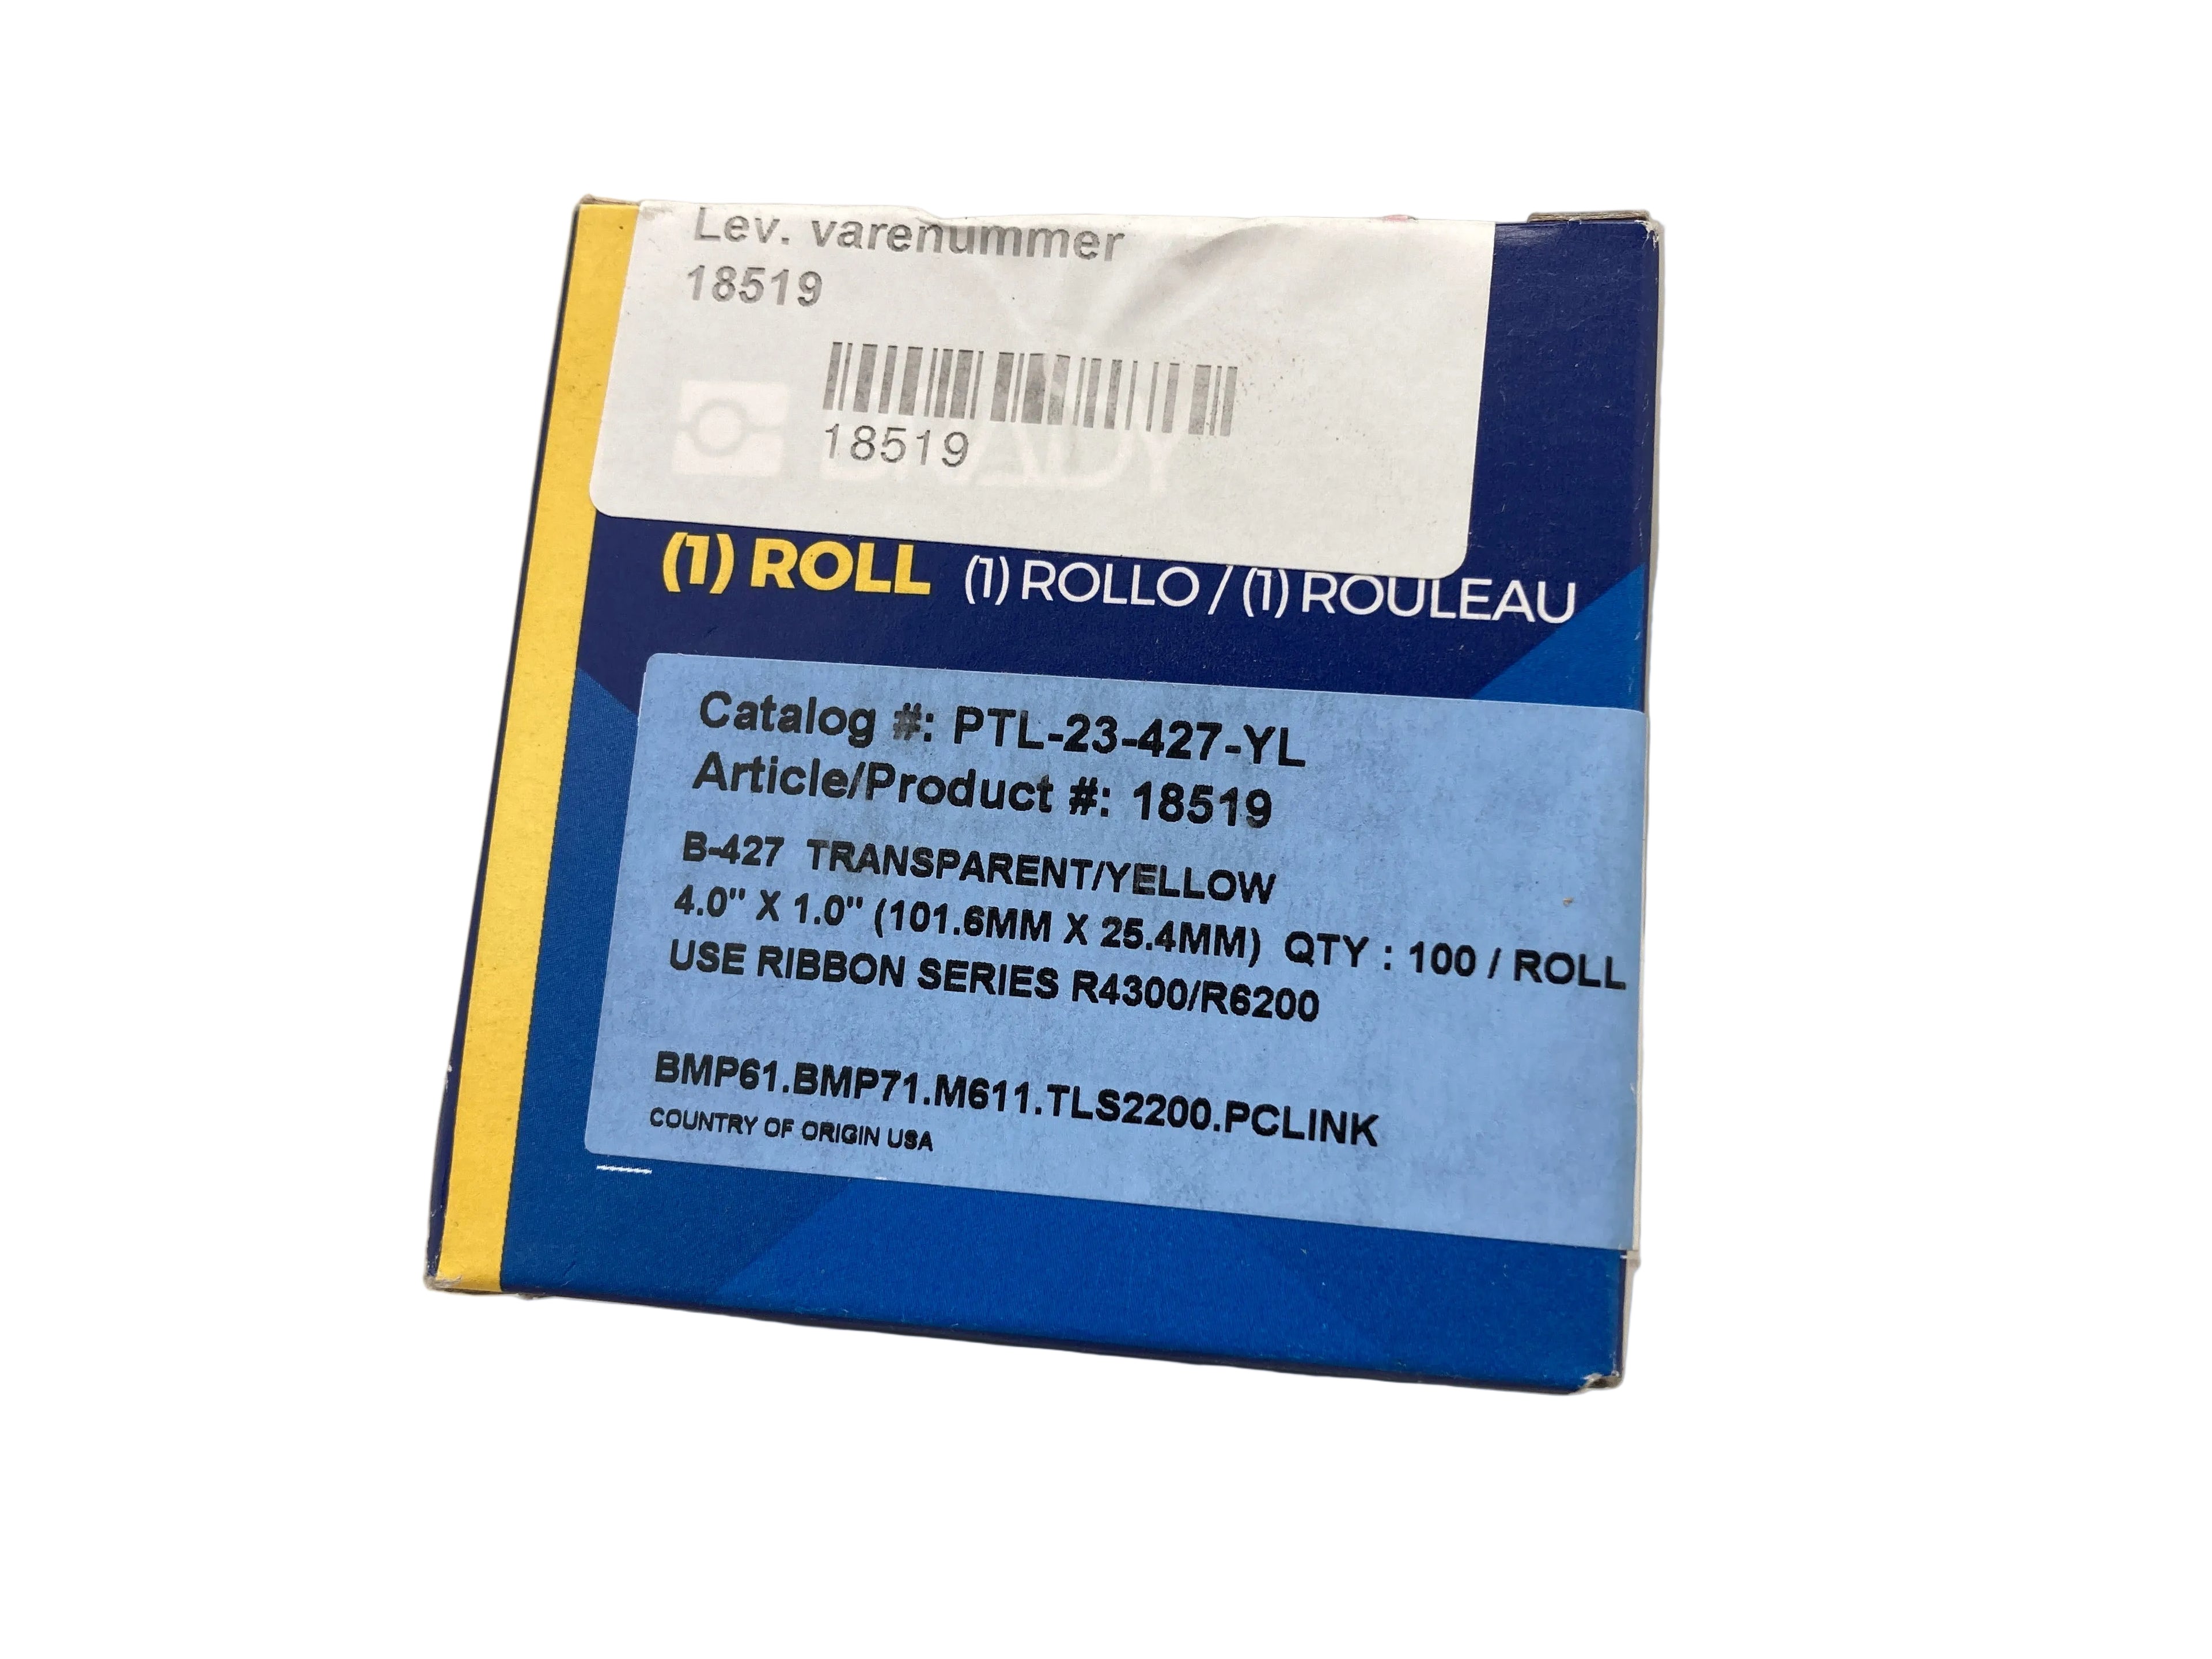 Lev. varenummer
18519
18519
BRADY
(1) ROLL (1) ROLLO / (1) ROULEAU
Catalog #: PTL-23-427-YL
Article/Product #: 18519
B-427 TRANSPARENT/YELLOW
4.0" X 1.0" (101.6MM X 25.4MM) QTY : 100 / ROLL
USE RIBBON SERIES R4300/R6200
BMP61.BMP71.M611.TLS2200.PCLINK
COUNTRY OF ORIGIN USA